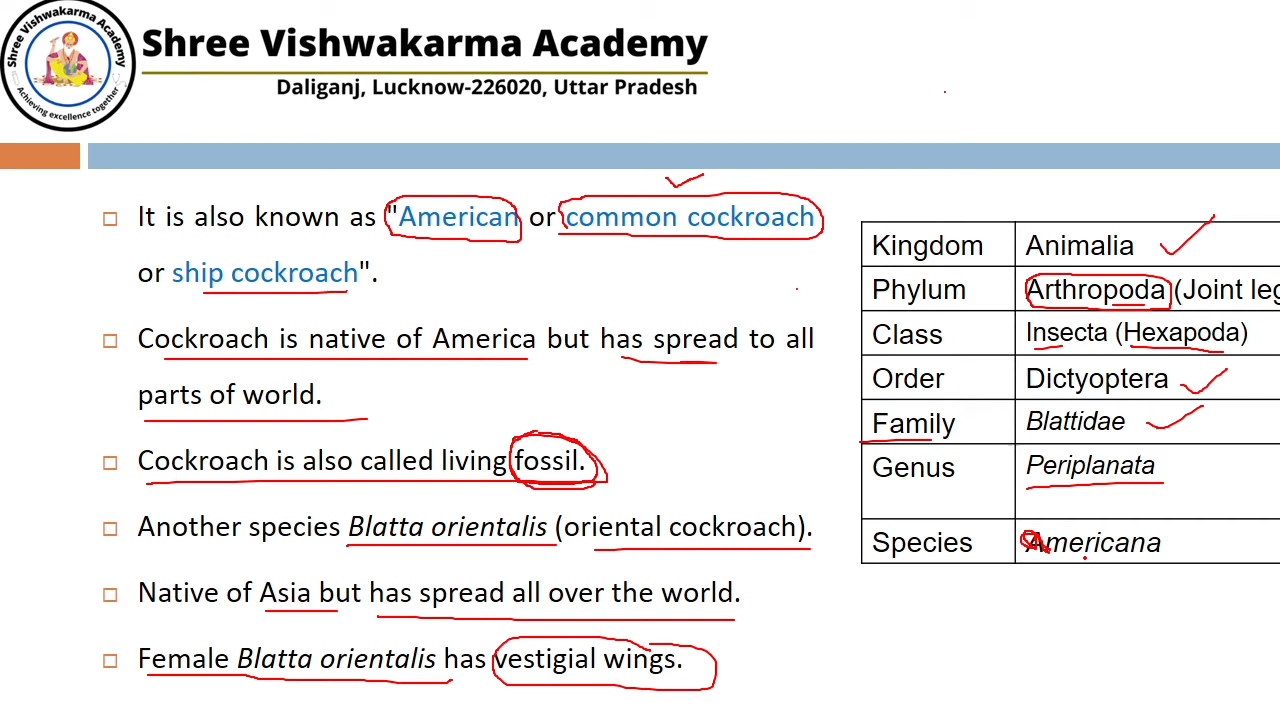 Shree Vishwakarma Academy
Achieving excellence together
Shree Vishwakarma Academy
Daliganj, Lucknow-226020, Uttar Pradesh
It is also known as "American or common cockroach
or ship cockroach".
Cockroach is native of America but has spread to all
parts of world.
Cockroach is also called living fossil.
Another species Blatta orientalis (oriental cockroach).
Native of Asia but has spread all over the world.
Female Blatta orientalis has vestigial wings.
Kingdom Animalia
Phylum Arthropoda (Joint leg
Class Insecta (Hexapoda)
Order Dictyoptera
Family Blattidae
Genus Periplanata
Species Americana